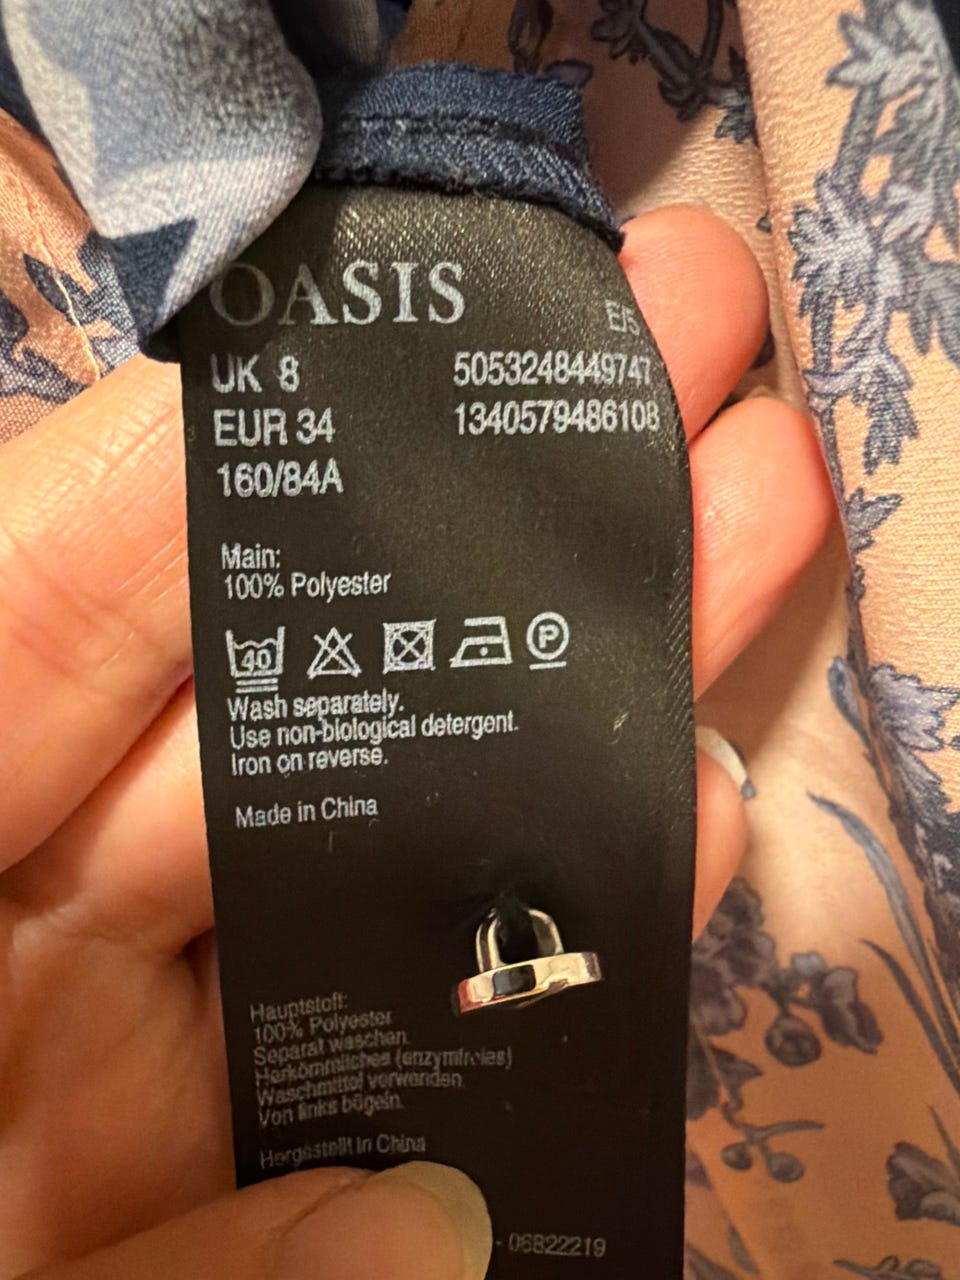 OASIS
E/S
UK 8 5053248449747
EUR 34 1340579486108
160/84A
Main:
100% Polyester
40
P
Wash separately.
Use non-biological detergent.
Iron on reverse.
Made in China
Hauptstoff:
100% Polyester
Separat waschen.
Herkömmliches (enzymfreies)
Waschmittel verwenden.
Von links bügeln.
Hergestellt in China
- 06822219